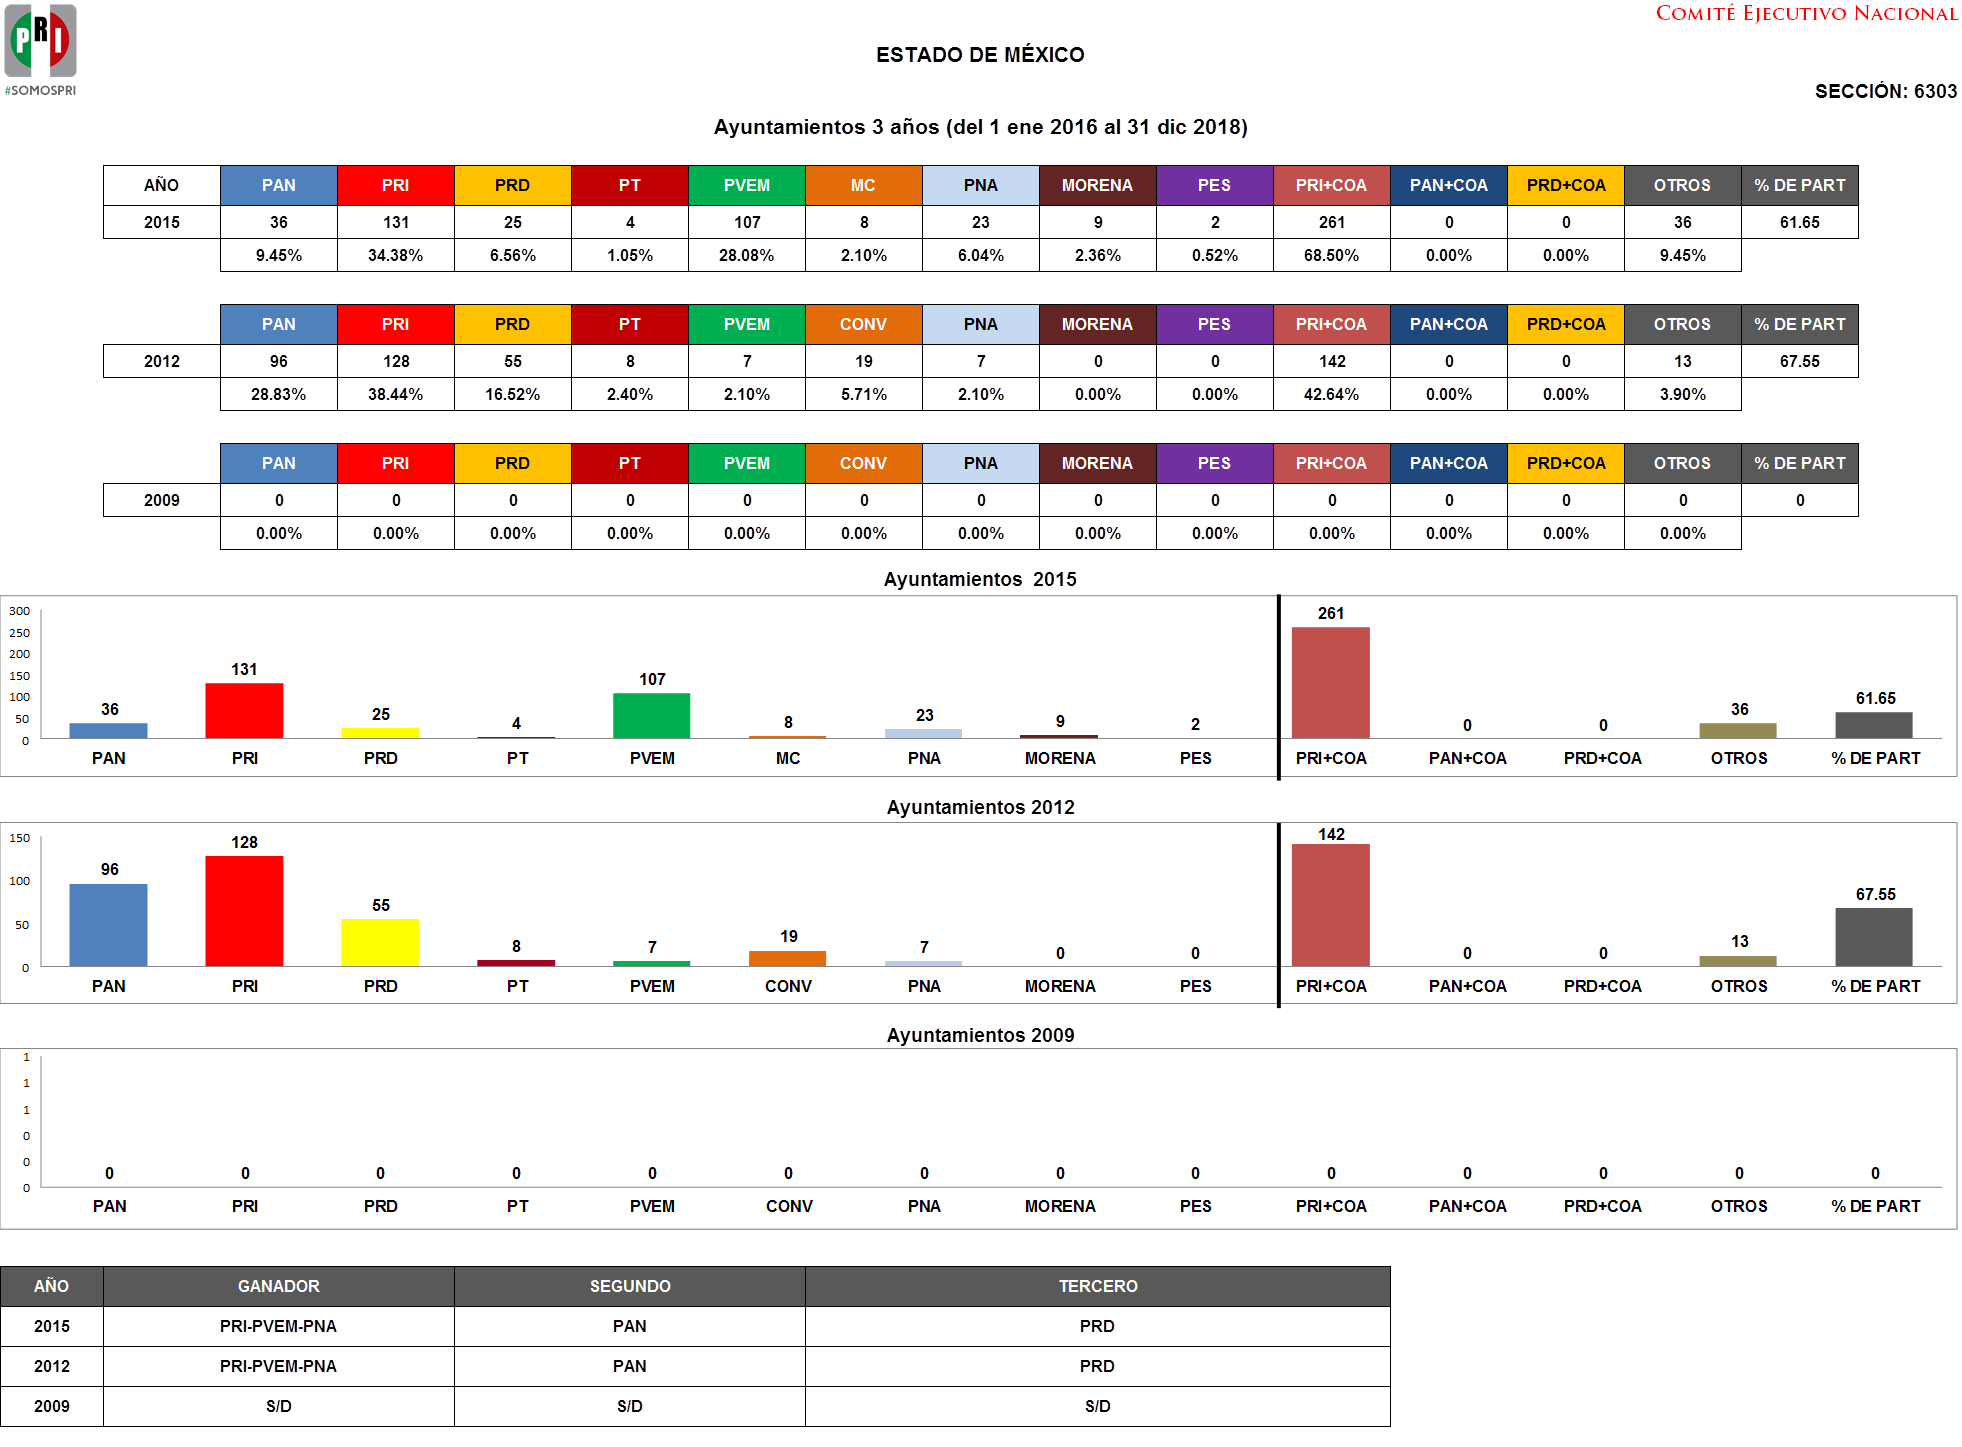 PRI
#SOMOSPRI
COMITÉ EJECUTIVO NACIONAL
ESTADO DE MÉXICO
SECCIÓN: 6303
Ayuntamientos 3 años (del 1 ene 2016 al 31 dic 2018)
AÑO PAN PRI PRD PT PVEM MC PNA MORENA PES PRI+COA PAN+COA PRD+COA OTROS % DE PART
2015 36 131 25 4 107 8 23 9 2 261 0 0 36 61.65
9.45% 34.38% 6.56% 1.05% 28.08% 2.10% 6.04% 2.36% 0.52% 68.50% 0.00% 0.00% 9.45%
PAN PRI PRD PT PVEM CONV PNA MORENA PES PRI+COA PAN+COA PRD+COA OTROS % DE PART
2012 96 128 55 8 7 19 7 0 0 142 0 0 13 67.55
28.83% 38.44% 16.52% 2.40% 2.10% 5.71% 2.10% 0.00% 0.00% 42.64% 0.00% 0.00% 3.90%
PAN PRI PRD PT PVEM CONV PNA MORENA PES PRI+COA PAN+COA PRD+COA OTROS % DE PART
2009 0 0 0 0 0 0 0 0 0 0 0 0 0 0
0.00% 0.00% 0.00% 0.00% 0.00% 0.00% 0.00% 0.00% 0.00% 0.00% 0.00% 0.00% 0.00%
Ayuntamientos 2015
300
250
200
150
100
50
0
36 131 25 4 107 8 23 9 2 261 0 0 36 61.65
PAN PRI PRD PT PVEM MC PNA MORENA PES PRI+COA PAN+COA PRD+COA OTROS % DE PART
Ayuntamientos 2012
150
100
50
0
96 128 55 8 7 19 7 0 0 142 0 0 13 67.55
PAN PRI PRD PT PVEM CONV PNA MORENA PES PRI+COA PAN+COA PRD+COA OTROS % DE PART
Ayuntamientos 2009
1
1
1
0
0
0
0 0 0 0 0 0 0 0 0 0 0 0 0 0
PAN PRI PRD PT PVEM CONV PNA MORENA PES PRI+COA PAN+COA PRD+COA OTROS % DE PART
AÑO GANADOR SEGUNDO TERCERO
2015 PRI-PVEM-PNA PAN PRD
2012 PRI-PVEM-PNA PAN PRD
2009 S/D S/D S/D